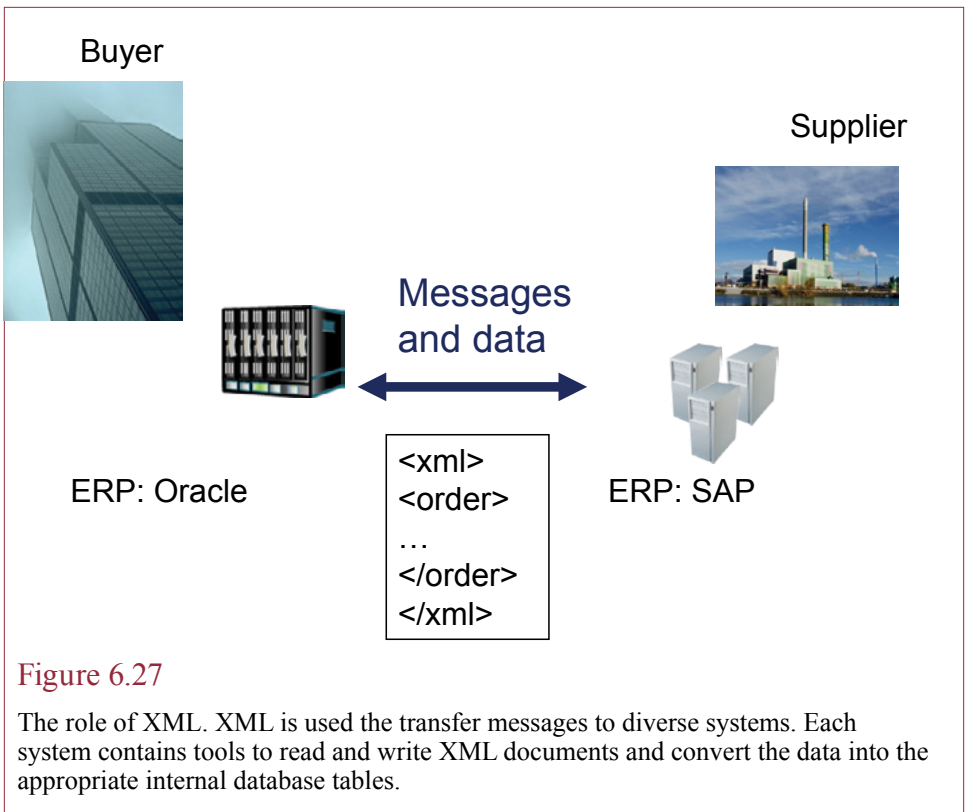 Buyer
Supplier
Messages
and data
ERP: Oracle
<xml>
<order>
…
</order>
</xml>
ERP: SAP
Figure 6.27
The role of XML. XML is used the transfer messages to diverse systems. Each
system contains tools to read and write XML documents and convert the data into the
appropriate internal database tables.